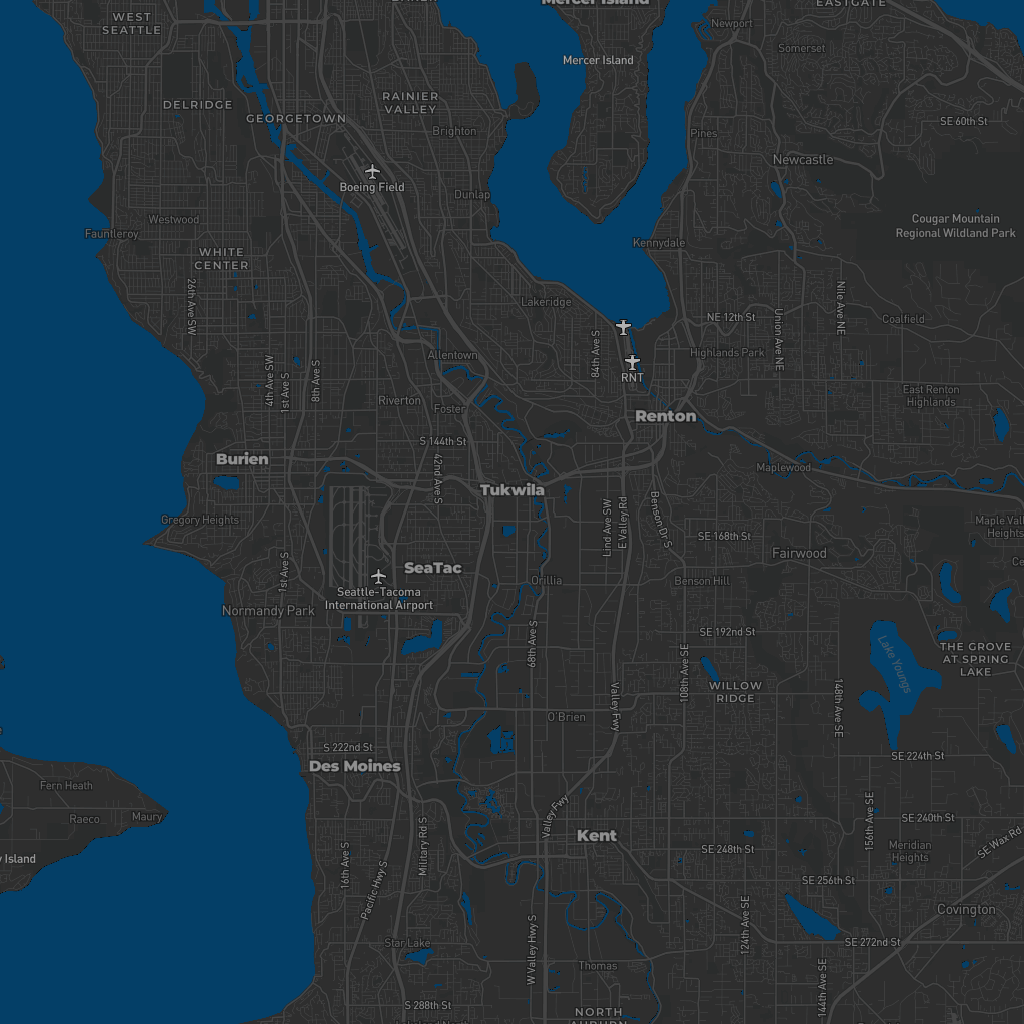 Mercer Island
EASTGATE
WEST
SEATTLE
Newport
Somerset
Mercer Island
DELRIDGE
RAINIER
VALLEY
GEORGETOWN
Brighton
SE 60th St
Pines
Newcastle
Boeing Field
Dunlap
Westwood
Fauntleroy
Cougar Mountain
Regional Wildland Park
Kennydale
WHITE
CENTER
26th Ave SW
Lakeridge
Nile Ave NE
NE 12th St
Union Ave NE
Coalfield
84th Ave S
Allentown
Highlands Park
4th Ave SW
1st Ave S
8th Ave S
RNT
East Renton
Highlands
Riverton
Foster
Renton
S 144th St
Burien
42nd Ave S
Maplewood
Tukwila
Gregory Heights
Lind Ave SW
E Valley Rd
Benson Dr S
SE 168th St
Maple Val
Heights
Fairwood
Ce
1st Ave S
SeaTac
Orillia
Benson Hill
Seattle-Tacoma
International Airport
Normandy Park
68th Ave S
SE 192nd St
Lake Youngs
THE GROVE
AT SPRING
LAKE
108th Ave SE
WILLOW
RIDGE
148th Ave SE
Valley Fwy
O'Brien
S 222nd St
SE 224th St
Des Moines
Fern Heath
Raeco
Maury
Valley Fwy
156th Ave SE
SE 240th St
Kent
Military Rd S
SE 248th St
Meridian
Heights
SE Wax Rd
y Island
16th Ave S
Pacific Hwy S
SE 256th St
Covington
124th Ave SE
W Valley Hwy S
Star Lake
SE 272nd St
Thomas
144th Ave SE
S 288th St
NORTH
AUBURN